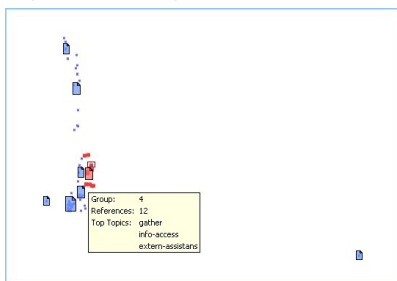 Group: 4
References: 12
Top Topics: gather
info-access
extern-assistans